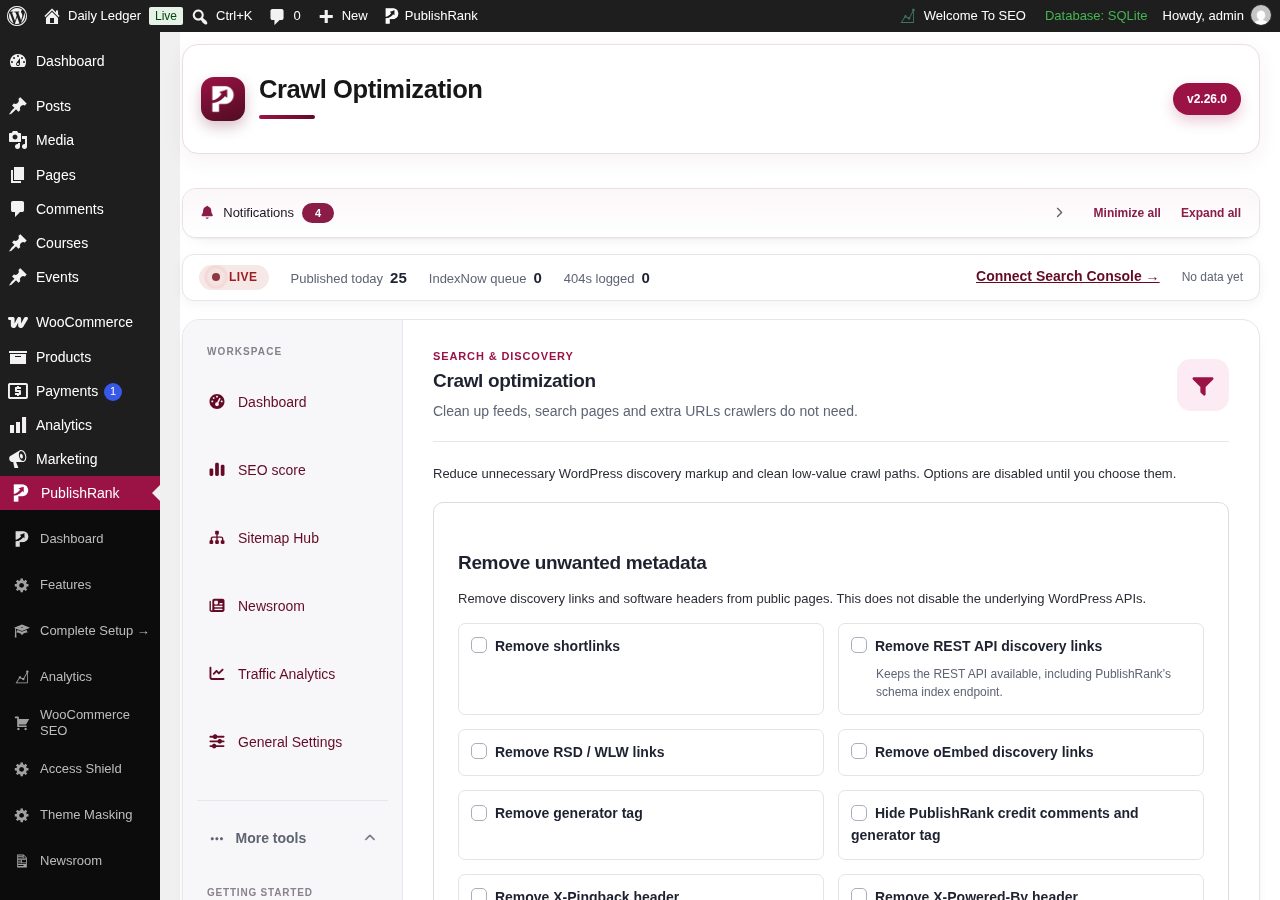 Daily Ledger Live Ctrl+K 0 New PublishRank Welcome To SEO Database: SQLite Howdy, admin
Dashboard
Posts
Media
Pages
Comments
Courses
Events
WooCommerce
Products
Payments 1
Analytics
Marketing
PublishRank
Dashboard
Features
Complete Setup →
Analytics
WooCommerce
SEO
Access Shield
Theme Masking
Newsroom
Crawl Optimization
v2.26.0
Notifications 4
Minimize all Expand all
LIVE Published today 25 IndexNow queue 0 404s logged 0 Connect Search Console → No data yet
WORKSPACE
Dashboard
SEO score
Sitemap Hub
Newsroom
Traffic Analytics
General Settings
More tools
GETTING STARTED
SEARCH & DISCOVERY
Crawl optimization
Clean up feeds, search pages and extra URLs crawlers do not need.
Reduce unnecessary WordPress discovery markup and clean low-value crawl paths. Options are disabled until you choose them.
Remove unwanted metadata
Remove discovery links and software headers from public pages. This does not disable the underlying WordPress APIs.
Remove shortlinks
Remove REST API discovery links
Keeps the REST API available, including PublishRank's
schema index endpoint.
Remove RSD / WLW links
Remove oEmbed discovery links
Remove generator tag
Hide PublishRank credit comments and
generator tag
Remove X-Pingback header
Remove X-Powered-By header